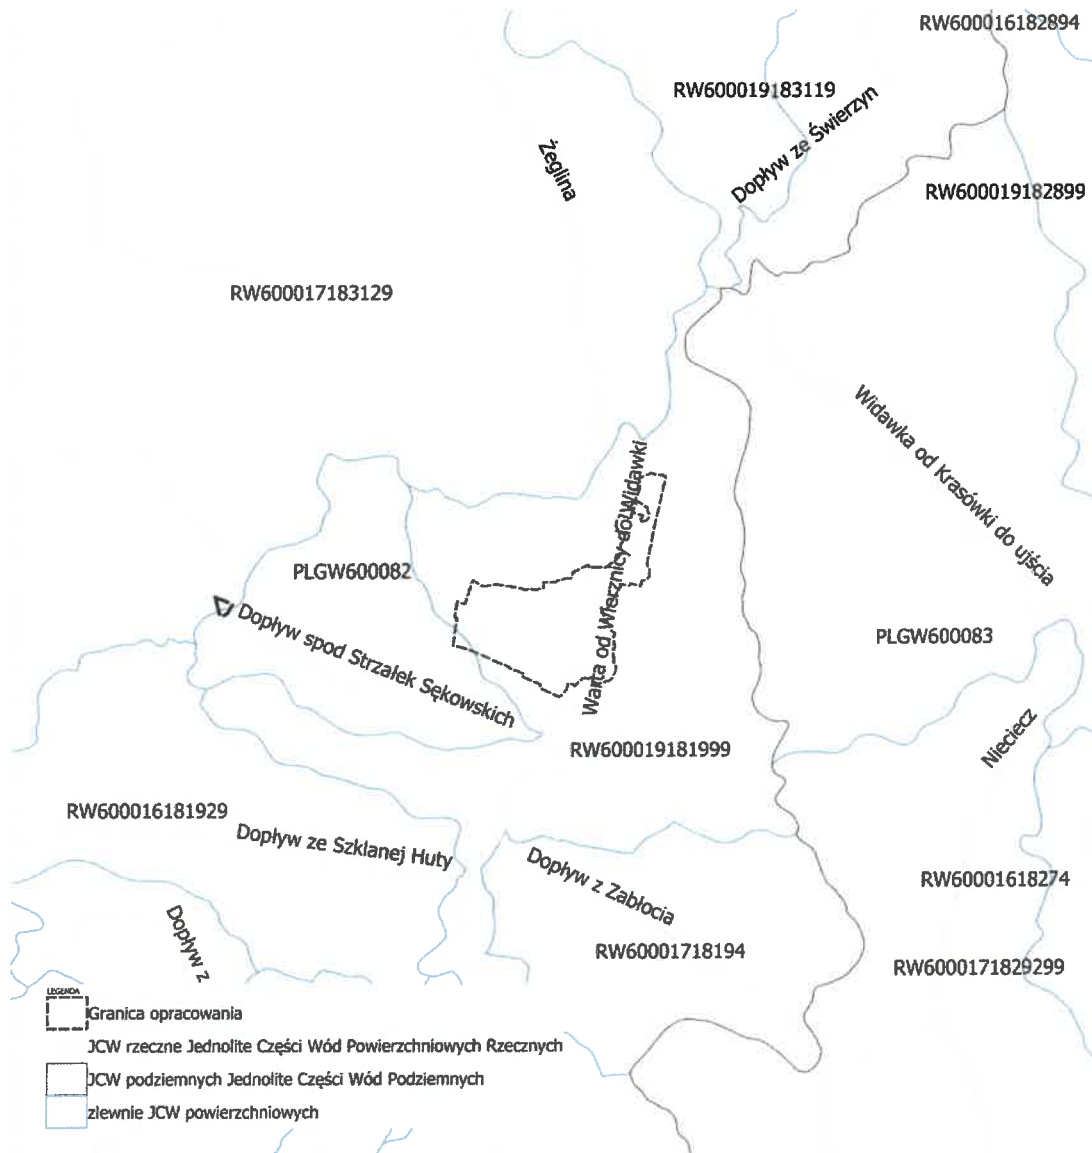 RW600016182894
RW600019183119
Dopływ ze Świerzyn
Żeglina
RW600019182899
RW600017183129
Widawka od Krasówki do ujścia
Warta od Wierznicy do Widawki
PLGW600082
Dopływ spod Strzałek Sękowskich
PLGW600083
Nieciecz
RW600019181999
RW600016181929
Dopływ ze Szklanej Huty
Dopływ z Zabłocia
RW60001618274
Dopływ z
RW60001718194
RW6000171829299
LEGENDA
Granica opracowania
JCW rzeczne Jednolite Części Wód Powierzchniowych Rzecznych
JCW podziemnych Jednolite Części Wód Podziemnych
zlewnie JCW powierzchniowych